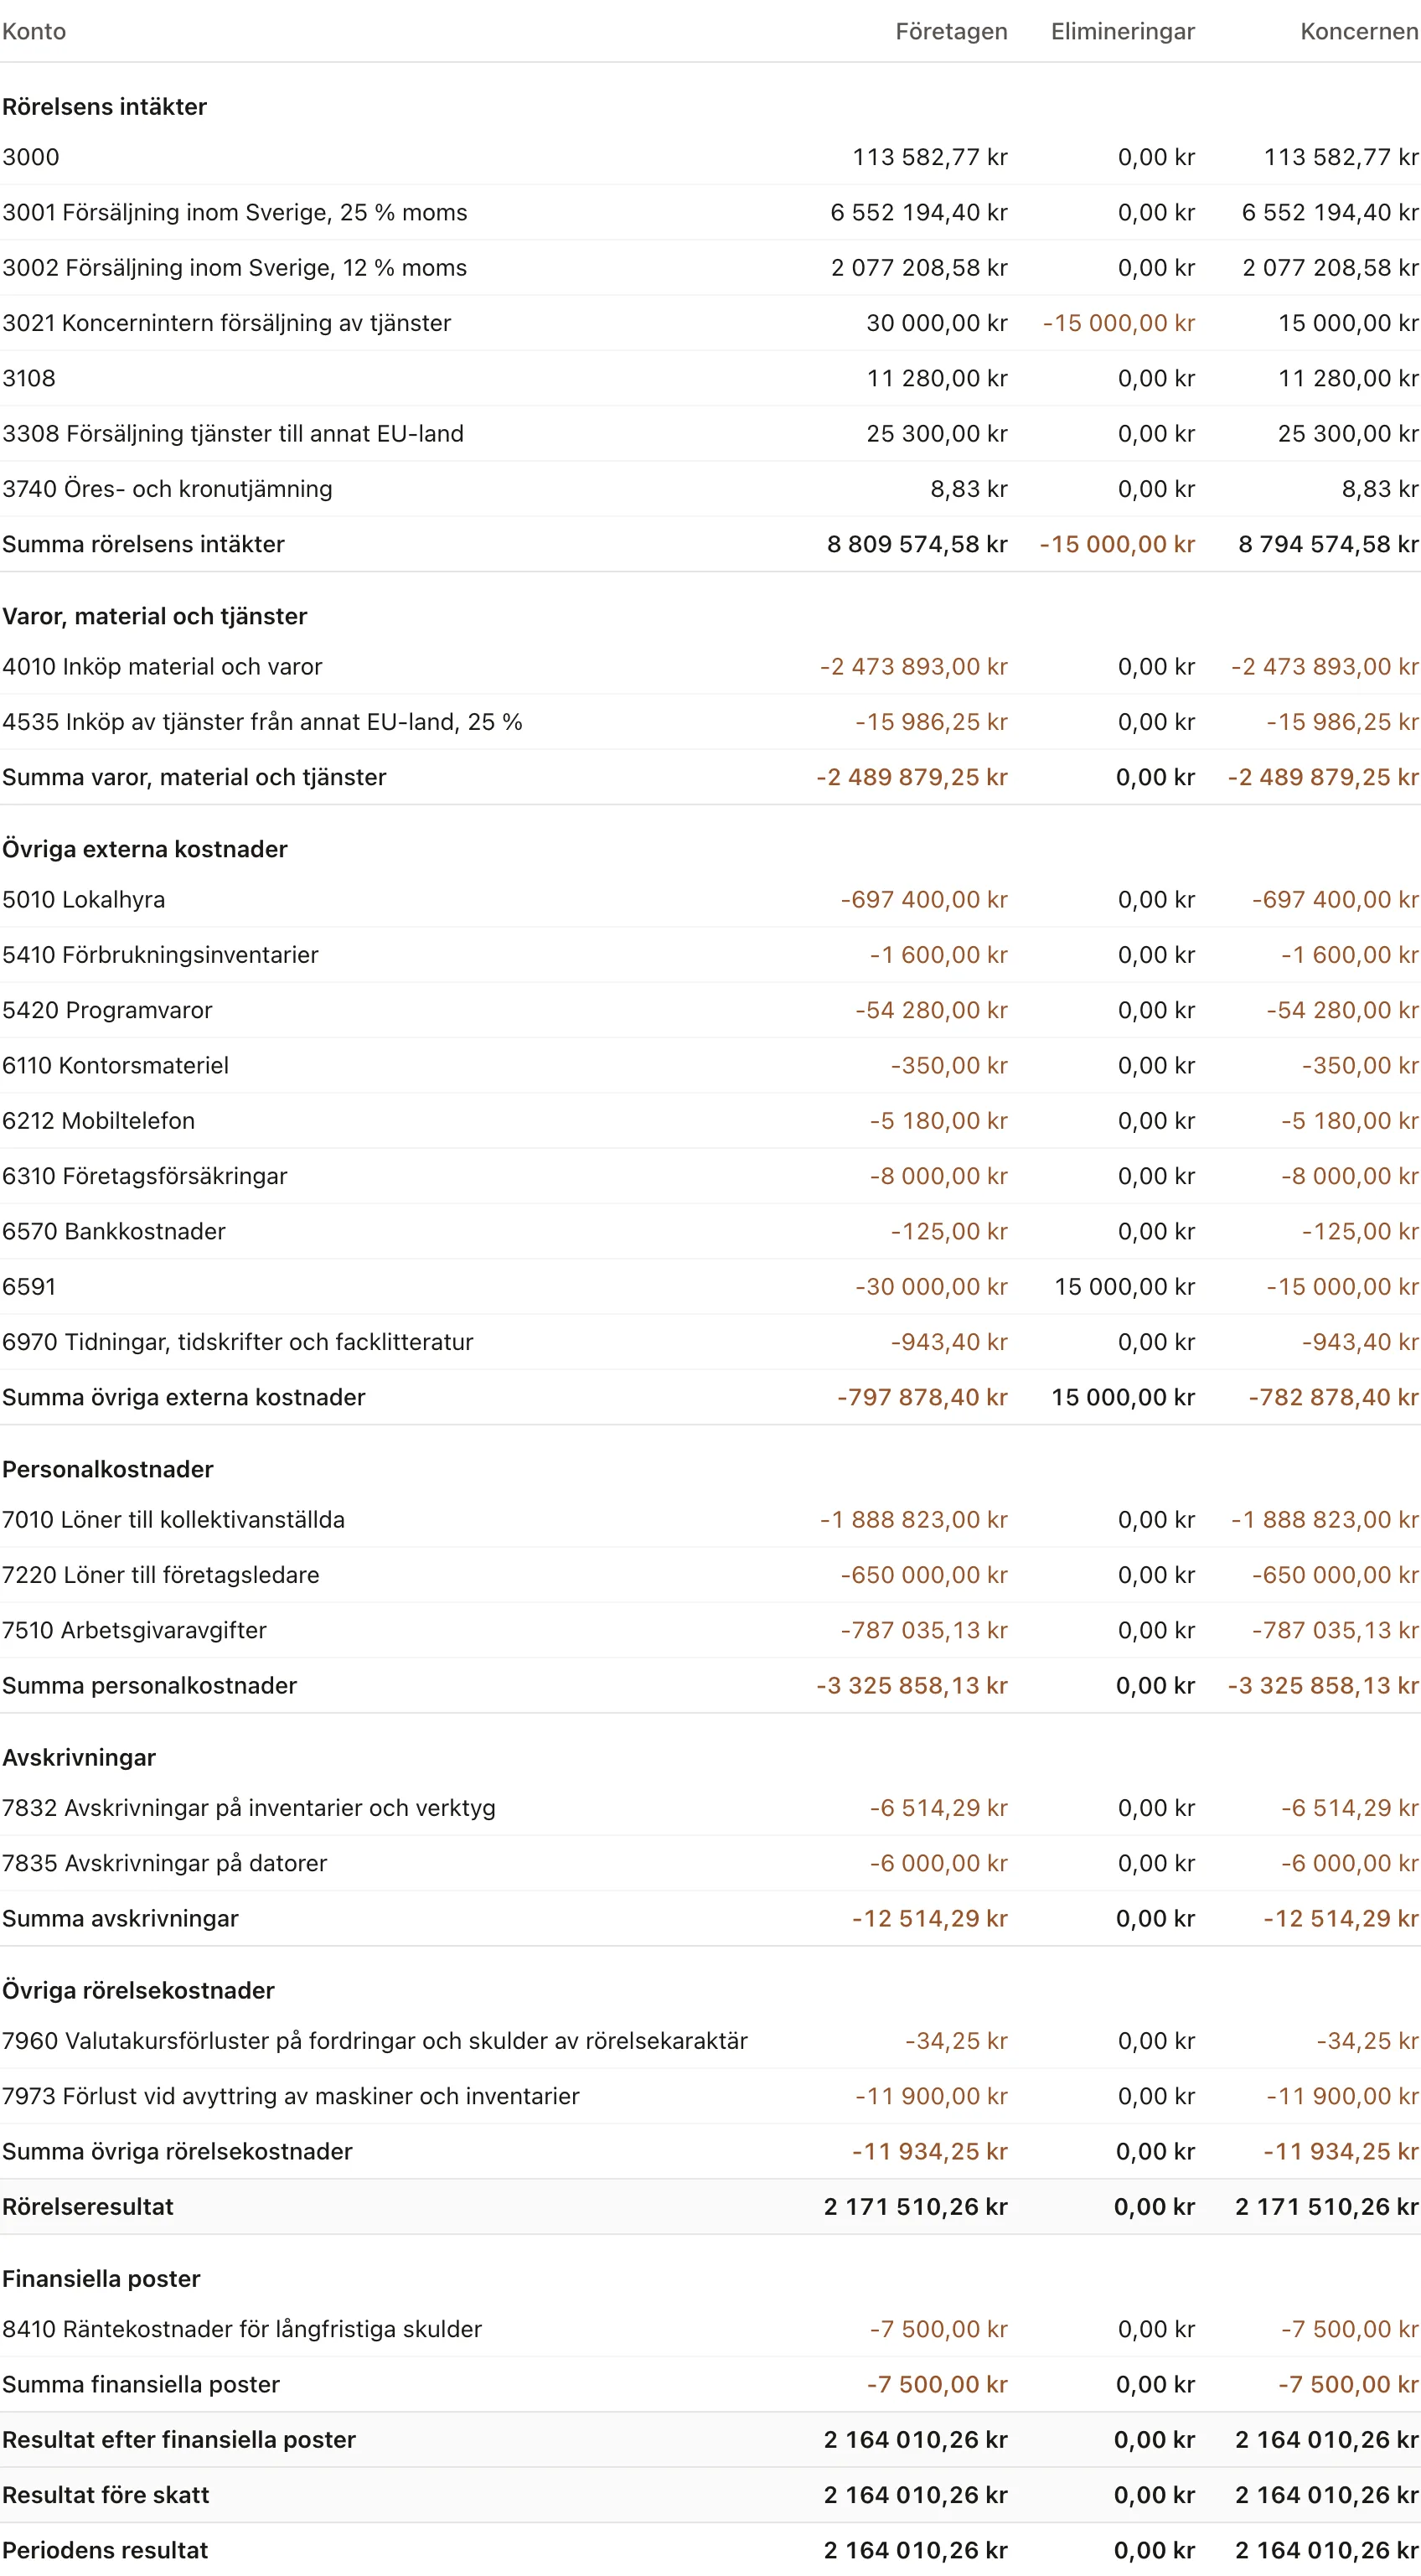 Konto Företagen Elimineringar Koncernen
Rörelsens intäkter
3000 113 582,77 kr 0,00 kr 113 582,77 kr
3001 Försäljning inom Sverige, 25 % moms 6 552 194,40 kr 0,00 kr 6 552 194,40 kr
3002 Försäljning inom Sverige, 12 % moms 2 077 208,58 kr 0,00 kr 2 077 208,58 kr
3021 Koncernintern försäljning av tjänster 30 000,00 kr -15 000,00 kr 15 000,00 kr
3108 11 280,00 kr 0,00 kr 11 280,00 kr
3308 Försäljning tjänster till annat EU-land 25 300,00 kr 0,00 kr 25 300,00 kr
3740 Öres- och kronutjämning 8,83 kr 0,00 kr 8,83 kr
Summa rörelsens intäkter 8 809 574,58 kr -15 000,00 kr 8 794 574,58 kr
Varor, material och tjänster
4010 Inköp material och varor -2 473 893,00 kr 0,00 kr -2 473 893,00 kr
4535 Inköp av tjänster från annat EU-land, 25 % -15 986,25 kr 0,00 kr -15 986,25 kr
Summa varor, material och tjänster -2 489 879,25 kr 0,00 kr -2 489 879,25 kr
Övriga externa kostnader
5010 Lokalhyra -697 400,00 kr 0,00 kr -697 400,00 kr
5410 Förbrukningsinventarier -1 600,00 kr 0,00 kr -1 600,00 kr
5420 Programvaror -54 280,00 kr 0,00 kr -54 280,00 kr
6110 Kontorsmateriel -350,00 kr 0,00 kr -350,00 kr
6212 Mobiltelefon -5 180,00 kr 0,00 kr -5 180,00 kr
6310 Företagsförsäkringar -8 000,00 kr 0,00 kr -8 000,00 kr
6570 Bankkostnader -125,00 kr 0,00 kr -125,00 kr
6591 -30 000,00 kr 15 000,00 kr -15 000,00 kr
6970 Tidningar, tidskrifter och facklitteratur -943,40 kr 0,00 kr -943,40 kr
Summa övriga externa kostnader -797 878,40 kr 15 000,00 kr -782 878,40 kr
Personalkostnader
7010 Löner till kollektivanställda -1 888 823,00 kr 0,00 kr -1 888 823,00 kr
7220 Löner till företagsledare -650 000,00 kr 0,00 kr -650 000,00 kr
7510 Arbetsgivaravgifter -787 035,13 kr 0,00 kr -787 035,13 kr
Summa personalkostnader -3 325 858,13 kr 0,00 kr -3 325 858,13 kr
Avskrivningar
7832 Avskrivningar på inventarier och verktyg -6 514,29 kr 0,00 kr -6 514,29 kr
7835 Avskrivningar på datorer -6 000,00 kr 0,00 kr -6 000,00 kr
Summa avskrivningar -12 514,29 kr 0,00 kr -12 514,29 kr
Övriga rörelsekostnader
7960 Valutakursförluster på fordringar och skulder av rörelsekaraktär -34,25 kr 0,00 kr -34,25 kr
7973 Förlust vid avyttring av maskiner och inventarier -11 900,00 kr 0,00 kr -11 900,00 kr
Summa övriga rörelsekostnader -11 934,25 kr 0,00 kr -11 934,25 kr
Rörelseresultat 2 171 510,26 kr 0,00 kr 2 171 510,26 kr
Finansiella poster
8410 Räntekostnader för långfristiga skulder -7 500,00 kr 0,00 kr -7 500,00 kr
Summa finansiella poster -7 500,00 kr 0,00 kr -7 500,00 kr
Resultat efter finansiella poster 2 164 010,26 kr 0,00 kr 2 164 010,26 kr
Resultat före skatt 2 164 010,26 kr 0,00 kr 2 164 010,26 kr
Periodens resultat 2 164 010,26 kr 0,00 kr 2 164 010,26 kr